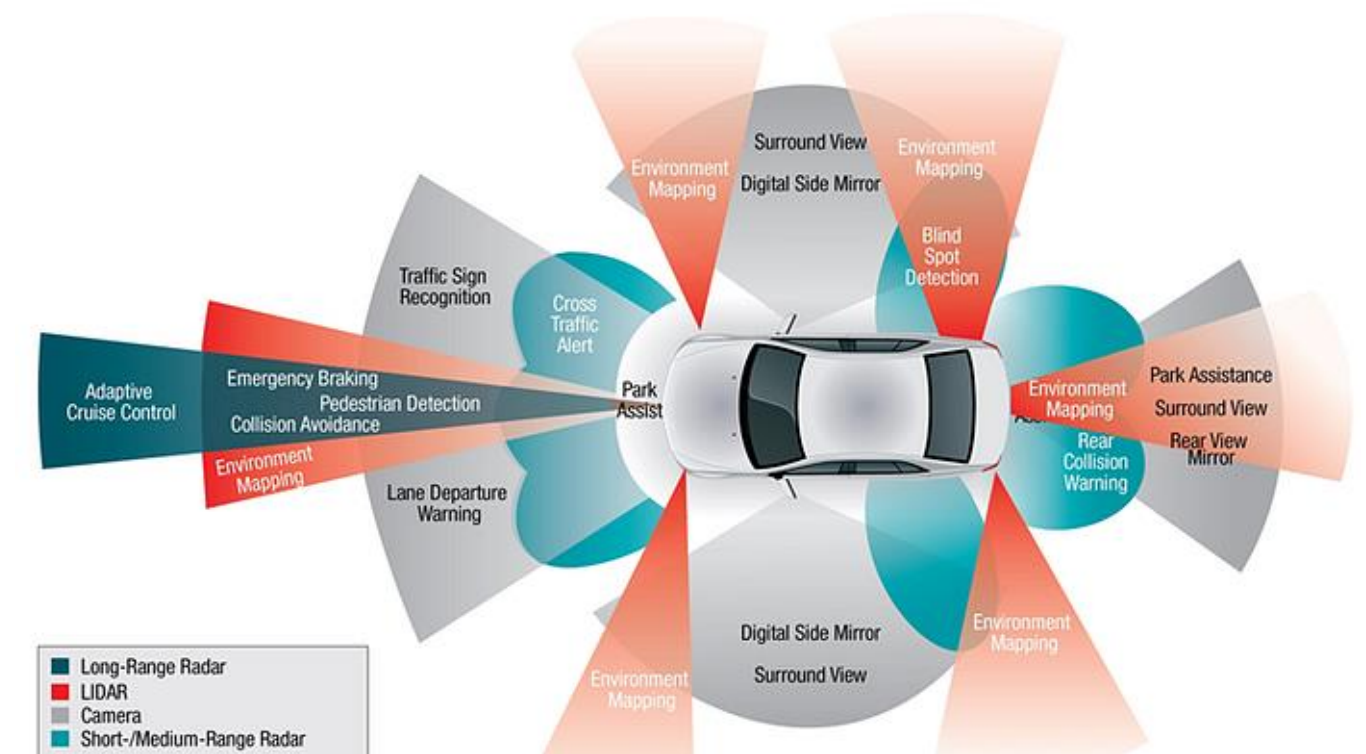 Surround View
Digital Side Mirror
Environment
Mapping
Environment
Mapping
Blind
Spot
Detection
Traffic Sign
Recognition
Cross
Traffic
Alert
Adaptive
Cruise Control
Emergency Braking
Pedestrian Detection
Collision Avoidance
Environment
Mapping
Lane Departure
Warning
Park
Assist
Environment
Mapping
Rear
Collision
Warning
Park Assistance
Surround View
Rear View
Mirror
Digital Side Mirror
Surround View
Environment
Mapping
Environment
Mapping
Long-Range Radar
LIDAR
Camera
Short-/Medium-Range Radar